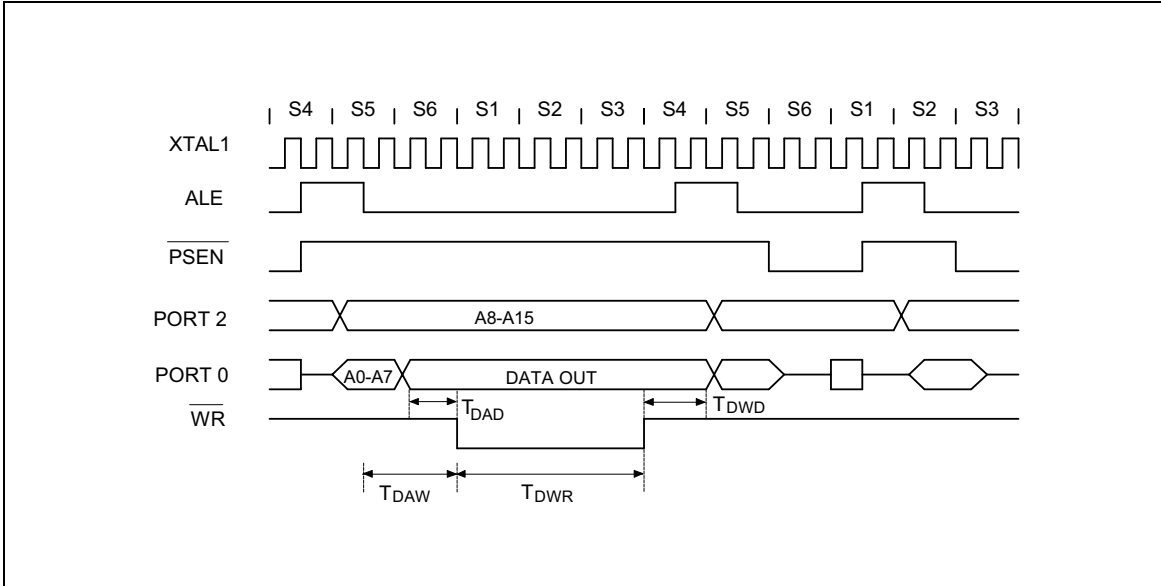 S4 | S5 | S6 | S1 | S2 | S3 | S4 | S5 | S6 | S1 | S2 | S3
XTAL1
ALE
PSEN
PORT 2
A8-A15
PORT 0
A0-A7
DATA OUT
TDAD
TDWD
WR
TDAW
TDWR